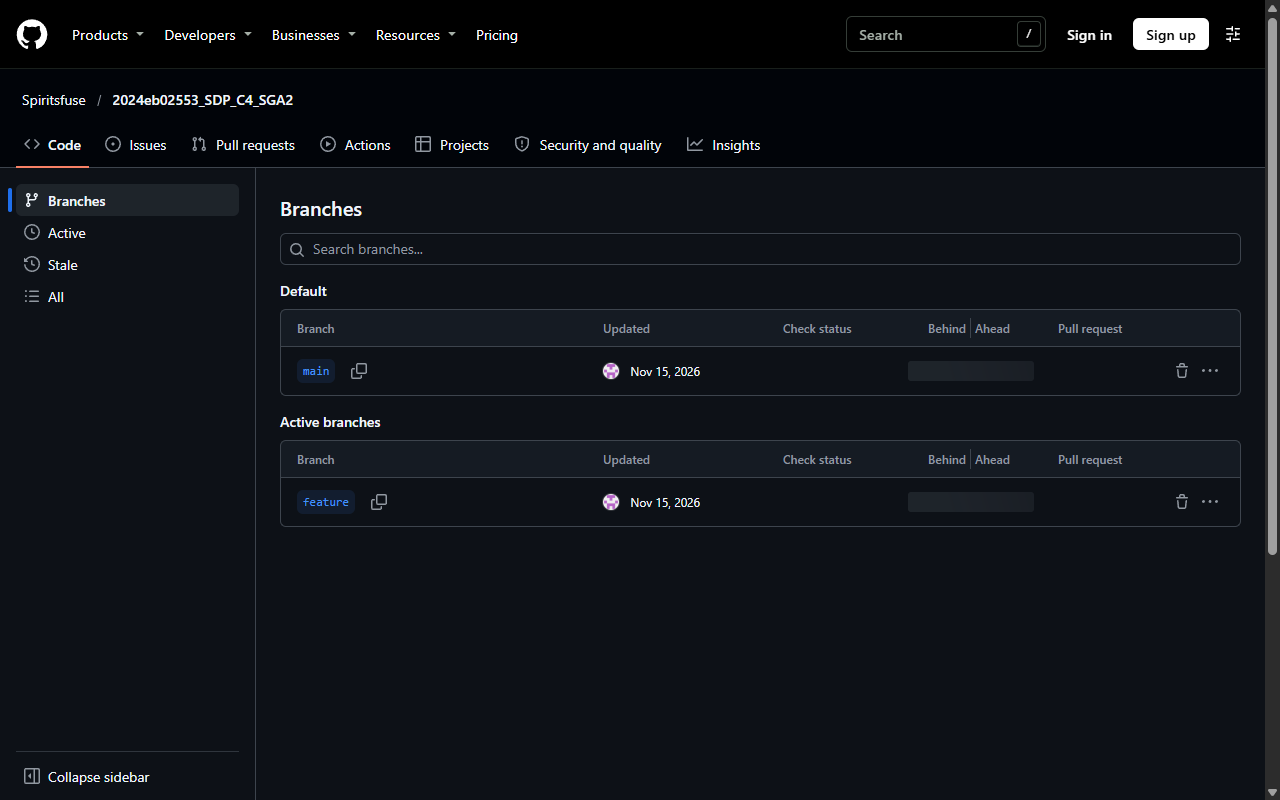 Products Developers Businesses Resources Pricing Search / Sign in Sign up
Spiritsfuse / 2024eb02553_SDP_C4_SGA2
Code Issues Pull requests Actions Projects Security and quality Insights
Branches
Active
Stale
All
Collapse sidebar
Branches
Search branches...
Default
Branch Updated Check status Behind Ahead Pull request
main Nov 15, 2026
Active branches
Branch Updated Check status Behind Ahead Pull request
feature Nov 15, 2026